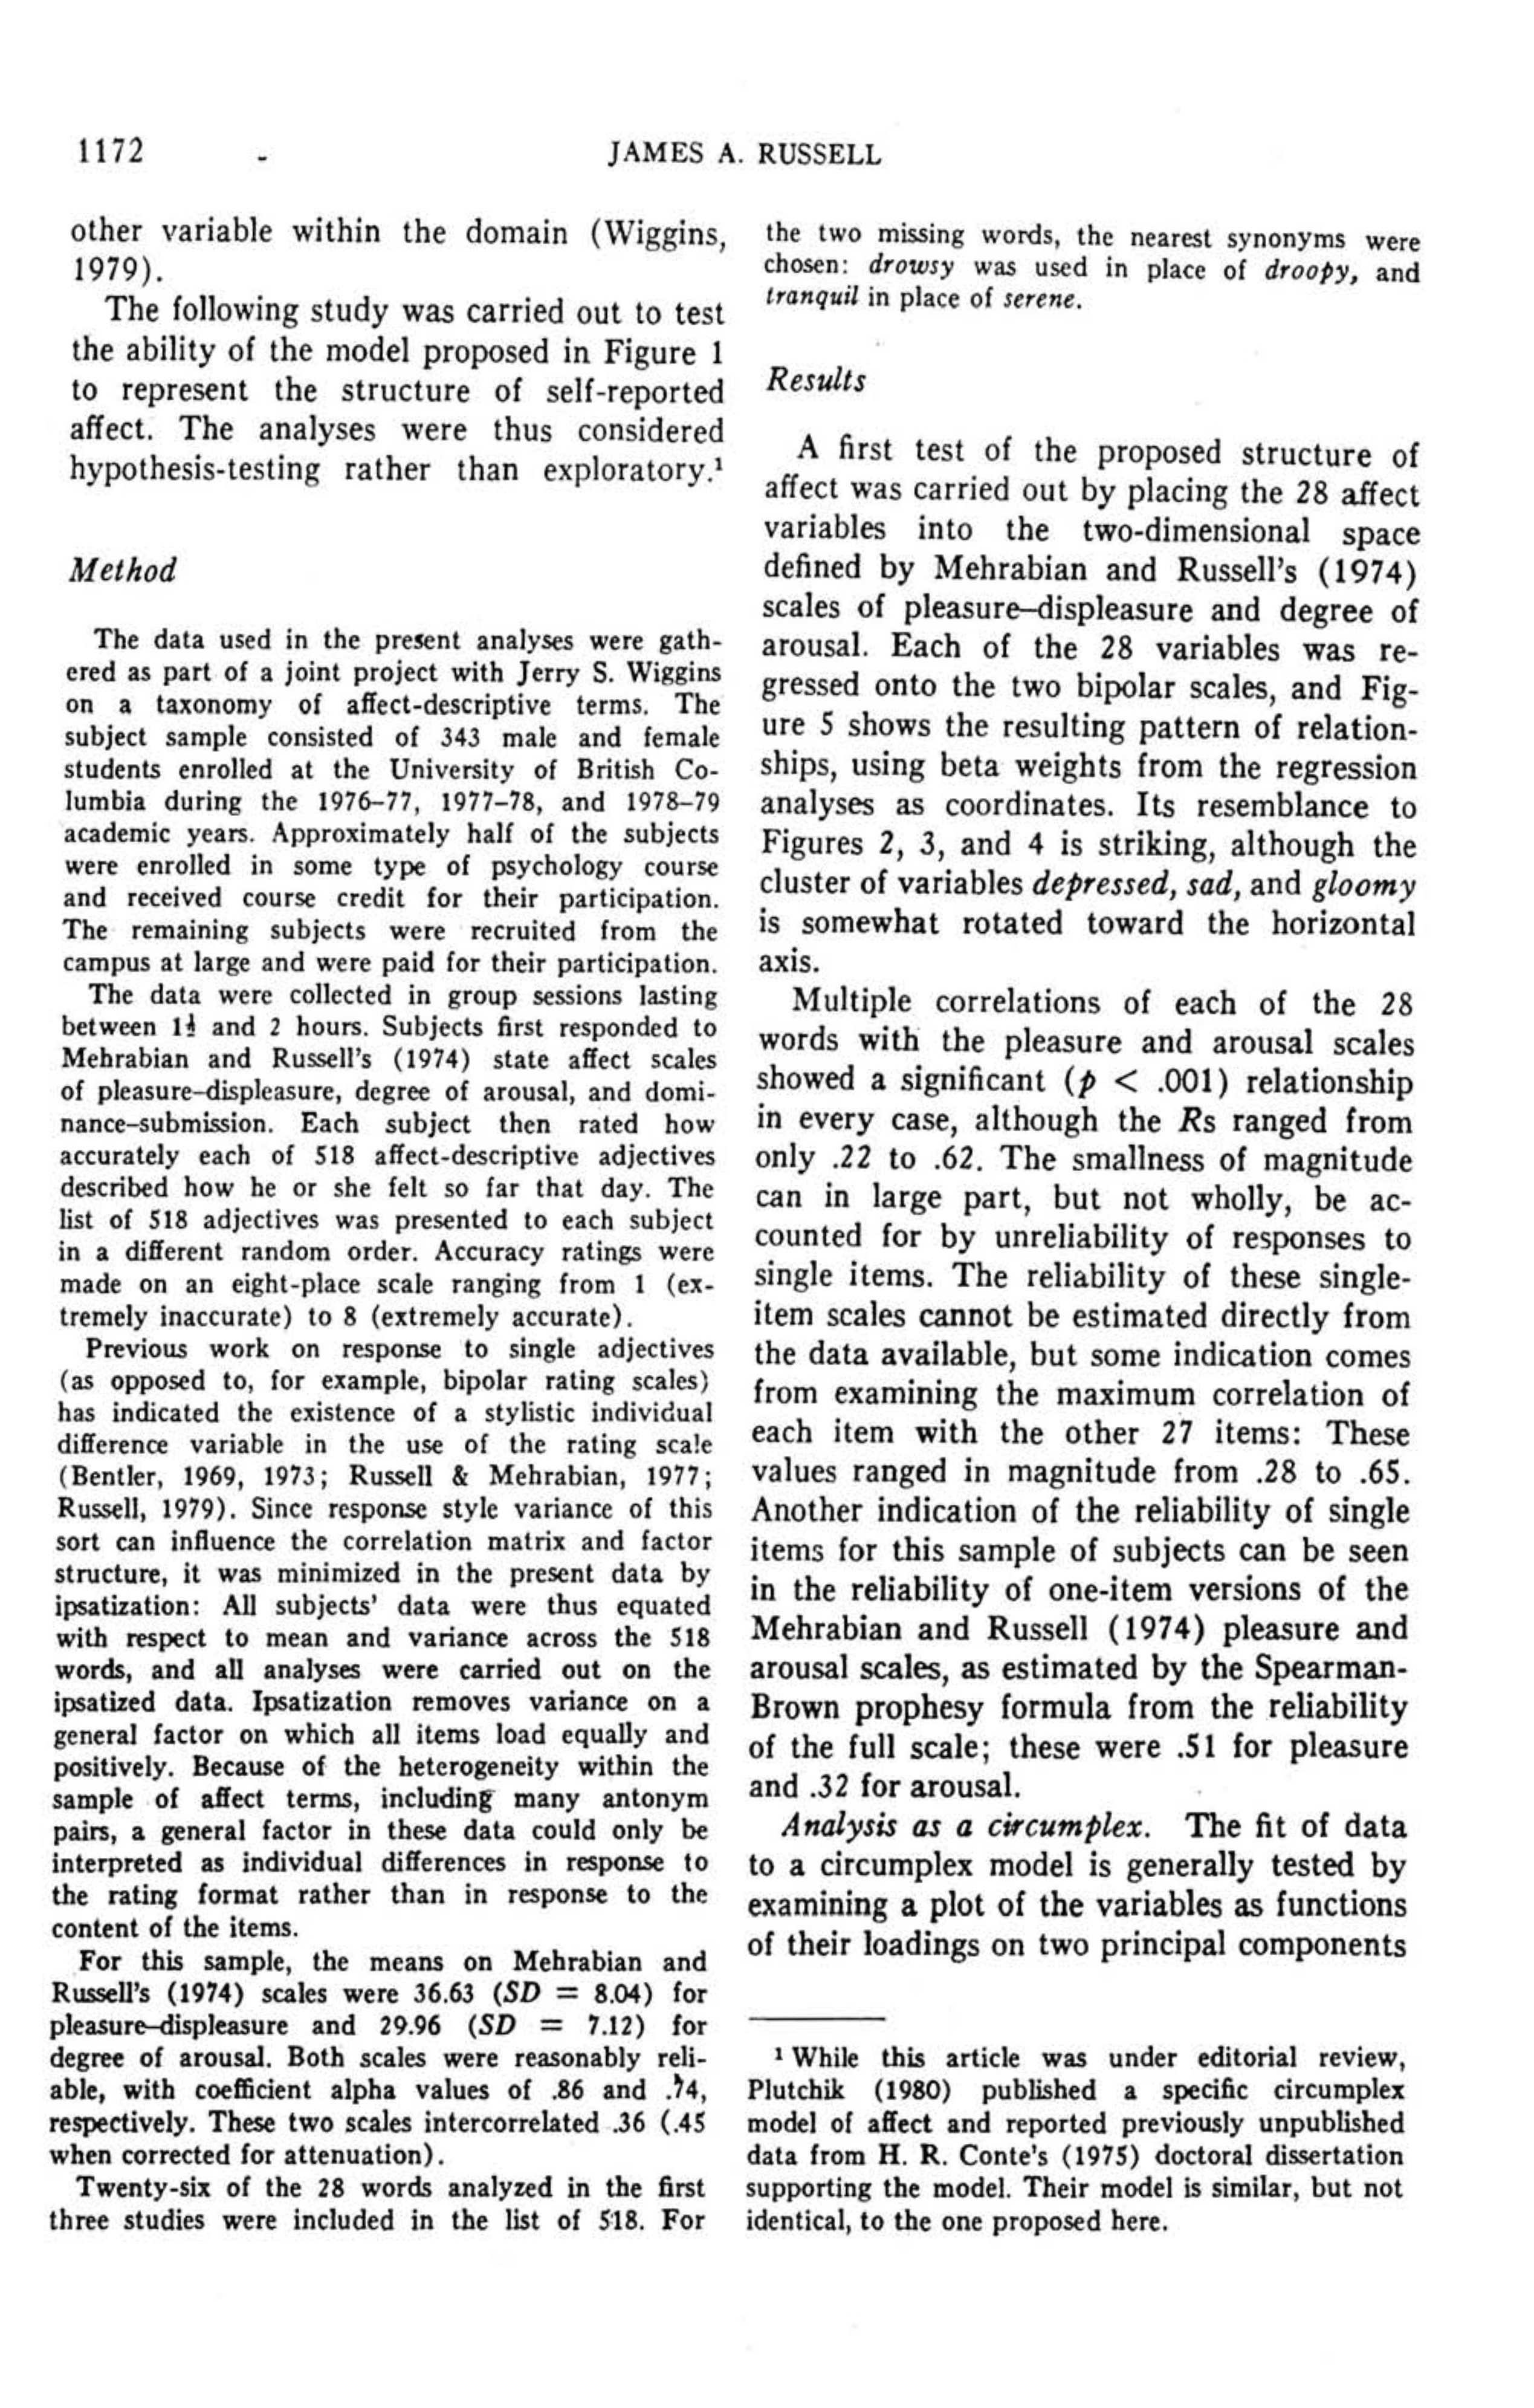 1172
JAMES A. RUSSELL
other variable within the domain (Wiggins,
1979).
The following study was carried out to test
the ability of the model proposed in Figure 1
to represent the structure of self-reported
affect. The analyses were thus considered
hypothesis-testing rather than exploratory.¹
Method
The data used in the present analyses were gath-
ered as part of a joint project with Jerry S. Wiggins
on a taxonomy of affect-descriptive terms. The
subject sample consisted of 343 male and female
students enrolled at the University of British Co-
lumbia during the 1976–77, 1977–78, and 1978–79
academic years. Approximately half of the subjects
were enrolled in some type of psychology course
and received course credit for their participation.
The remaining subjects were recruited from the
campus at large and were paid for their participation.
The data were collected in group sessions lasting
between 1½ and 2 hours. Subjects first responded to
Mehrabian and Russell's (1974) state affect scales
of pleasure–displeasure, degree of arousal, and domi-
nance–submission. Each subject then rated how
accurately each of 518 affect-descriptive adjectives
described how he or she felt so far that day. The
list of 518 adjectives was presented to each subject
in a different random order. Accuracy ratings were
made on an eight-place scale ranging from 1 (ex-
tremely inaccurate) to 8 (extremely accurate).
Previous work on response to single adjectives
(as opposed to, for example, bipolar rating scales)
has indicated the existence of a stylistic individual
difference variable in the use of the rating scale
(Bentler, 1969, 1973; Russell & Mehrabian, 1977;
Russell, 1979). Since response style variance of this
sort can influence the correlation matrix and factor
structure, it was minimized in the present data by
ipsatization: All subjects' data were thus equated
with respect to mean and variance across the 518
words, and all analyses were carried out on the
ipsatized data. Ipsatization removes variance on a
general factor on which all items load equally and
positively. Because of the heterogeneity within the
sample of affect terms, including many antonym
pairs, a general factor in these data could only be
interpreted as individual differences in response to
the rating format rather than in response to the
content of the items.
For this sample, the means on Mehrabian and
Russell's (1974) scales were 36.63 (SD = 8.04) for
pleasure–displeasure and 29.96 (SD = 7.12) for
degree of arousal. Both scales were reasonably reli-
able, with coefficient alpha values of .86 and .74,
respectively. These two scales intercorrelated .36 (.45
when corrected for attenuation).
Twenty-six of the 28 words analyzed in the first
three studies were included in the list of 518. For
the two missing words, the nearest synonyms were
chosen: drowsy was used in place of droopy, and
tranquil in place of serene.
Results
A first test of the proposed structure of
affect was carried out by placing the 28 affect
variables into the two-dimensional space
defined by Mehrabian and Russell's (1974)
scales of pleasure–displeasure and degree of
arousal. Each of the 28 variables was re-
gressed onto the two bipolar scales, and Fig-
ure 5 shows the resulting pattern of relation-
ships, using beta weights from the regression
analyses as coordinates. Its resemblance to
Figures 2, 3, and 4 is striking, although the
cluster of variables depressed, sad, and gloomy
is somewhat rotated toward the horizontal
axis.
Multiple correlations of each of the 28
words with the pleasure and arousal scales
showed a significant (p < .001) relationship
in every case, although the Rs ranged from
only .22 to .62. The smallness of magnitude
can in large part, but not wholly, be ac-
counted for by unreliability of responses to
single items. The reliability of these single-
item scales cannot be estimated directly from
the data available, but some indication comes
from examining the maximum correlation of
each item with the other 27 items: These
values ranged in magnitude from .28 to .65.
Another indication of the reliability of single
items for this sample of subjects can be seen
in the reliability of one-item versions of the
Mehrabian and Russell (1974) pleasure and
arousal scales, as estimated by the Spearman-
Brown prophesy formula from the reliability
of the full scale; these were .51 for pleasure
and .32 for arousal.
Analysis as a circumplex. The fit of data
to a circumplex model is generally tested by
examining a plot of the variables as functions
of their loadings on two principal components
¹ While this article was under editorial review,
Plutchik (1980) published a specific circumplex
model of affect and reported previously unpublished
data from H. R. Conte's (1975) doctoral dissertation
supporting the model. Their model is similar, but not
identical, to the one proposed here.